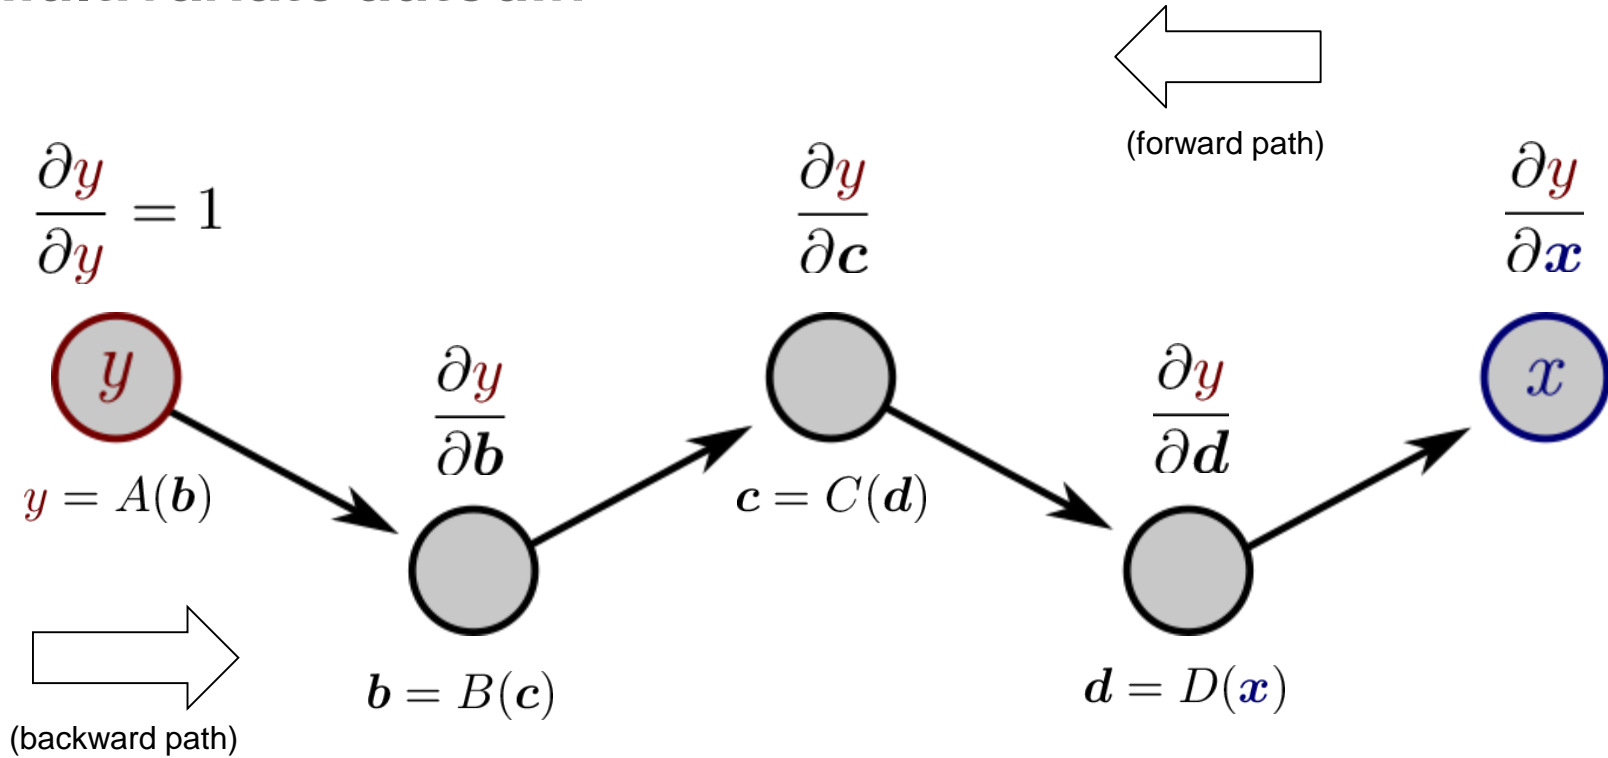 (forward path)
∂y/∂y = 1
∂y/∂c
∂y/∂x
y
∂y/∂b
∂y/∂d
x
y = A(b)
c = C(d)
b = B(c)
d = D(x)
(backward path)